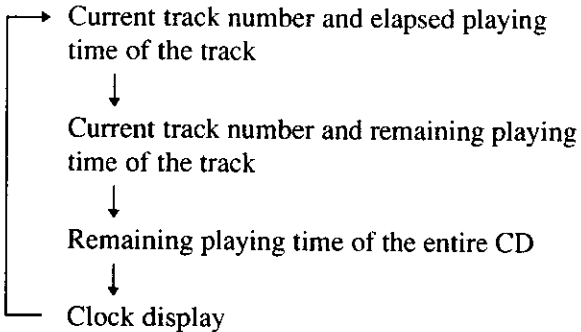 Current track number and elapsed playing
time of the track
Current track number and remaining playing
time of the track
Remaining playing time of the entire CD
Clock display